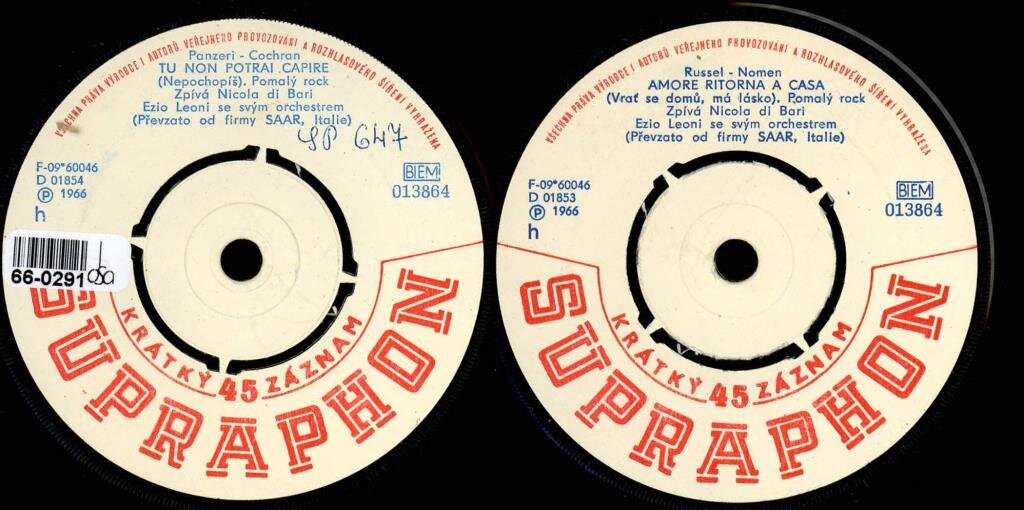 VŠECHNA PRÁVA VÝROBCE I AUTORŮ, VEŘEJNÉHO PROVOZOVÁNÍ A ROZHLASOVÉHO ŠÍŘENÍ VYHRAŽENA
Panzeri - Cochran
TU NON POTRAI CAPIRE
(Nepochopíš). Pomalý rock
Zpívá Nicola di Bari
Ezio Leoni se svým orchestrem
(Převzato od firmy SAAR, Italie)
SP 647
F-09*60046
D 01854
Ⓟ 1966
h
BIEM
013864
66-0291
KRÁTKÝ 45 ZÁZNAM
SUPRAPHON
VŠECHNA PRÁVA VÝROBCE I AUTORŮ, VEŘEJNÉHO PROVOZOVÁNÍ A ROZHLASOVÉHO ŠÍŘENÍ VYHRAŽENA
Russel - Nomen
AMORE RITORNA A CASA
(Vrať se domů, má lásko). Pomalý rock
Zpívá Nicola di Bari
Ezio Leoni se svým orchestrem
(Převzato od firmy SAAR, Italie)
F-09*60046
D 01853
Ⓟ 1966
h
BIEM
013864
KRÁTKÝ 45 ZÁZNAM
SUPRAPHON